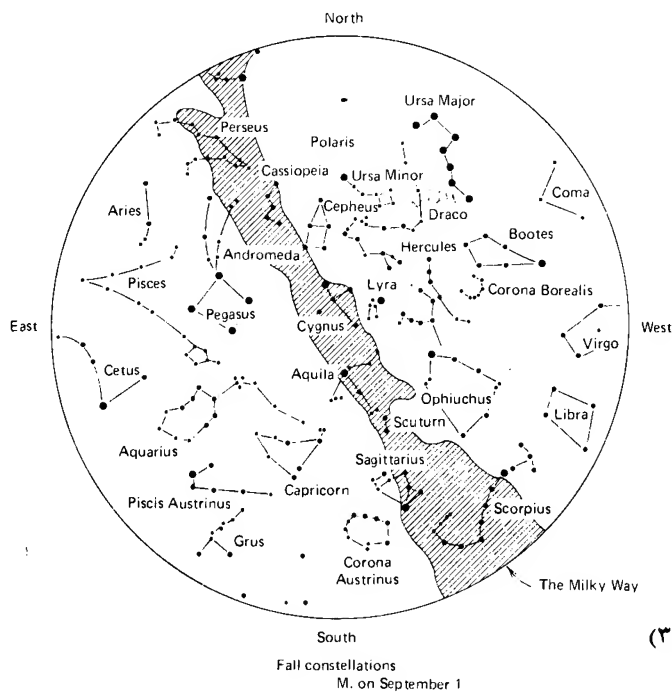 North
Ursa Major
Perseus
Polaris
Cassiopeia
Ursa Minor
Coma
Cepheus
Draco
Aries
Bootes
Hercules
Andromeda
Pisces
Lyra
Corona Borealis
Pegasus
East
Cygnus
West
Virgo
Cetus
Aquila
Ophiuchus
Libra
Scuturn
Aquarius
Sagittarius
Capricorn
Piscis Austrinus
Scorpius
Grus
Corona
Austrinus
The Milky Way
South
(٣
Fall constellations
M. on September 1